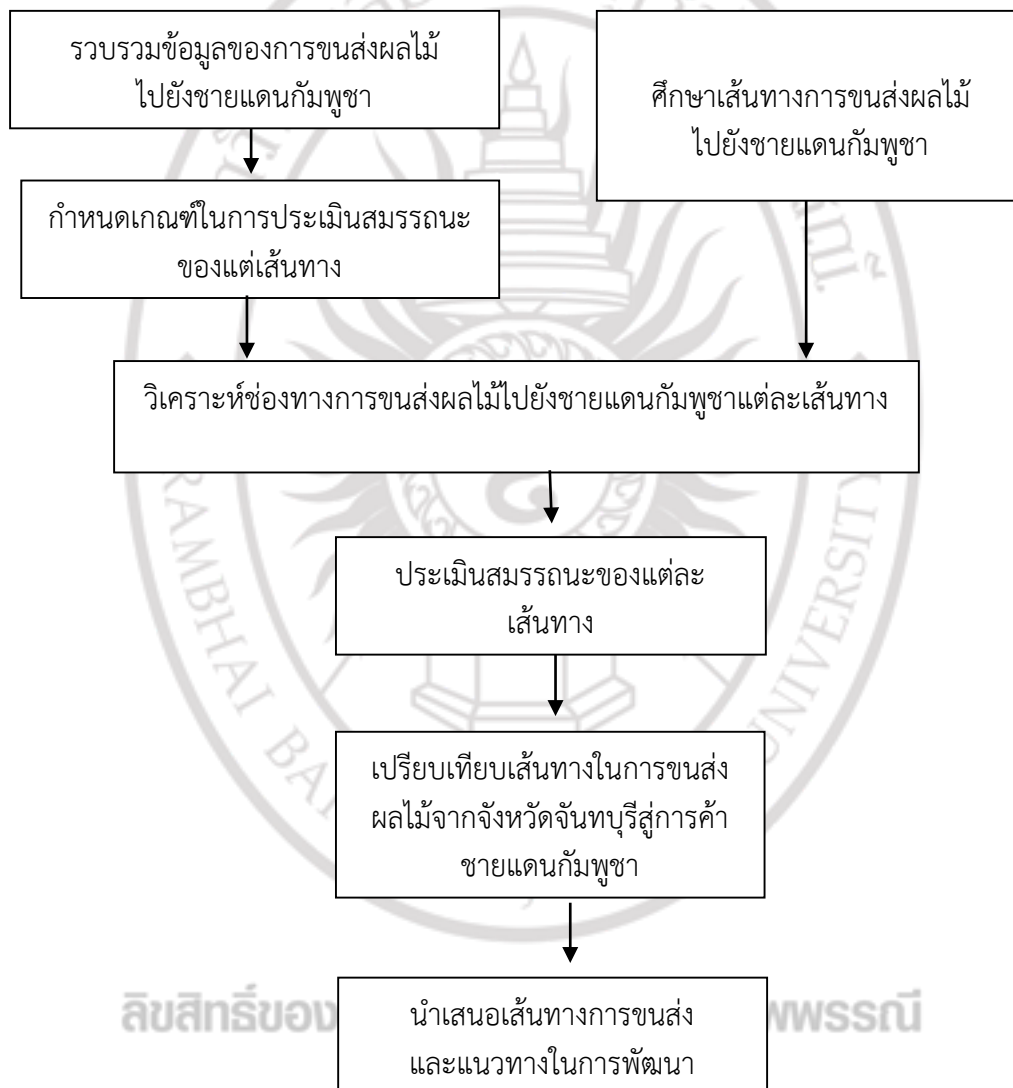 รวบรวมข้อมูลของการขนส่งผลไม้
ไปยังชายแดนกัมพูชา
ศึกษาเส้นทางการขนส่งผลไม้
ไปยังชายแดนกัมพูชา
กำหนดเกณฑ์ในการประเมินสมรรถนะ
ของแต่เส้นทาง
วิเคราะห์ช่องทางการขนส่งผลไม้ไปยังชายแดนกัมพูชาแต่ละเส้นทาง
ประเมินสมรรถนะของแต่ละ
เส้นทาง
เปรียบเทียบเส้นทางในการขนส่ง
ผลไม้จากจังหวัดจันทบุรีสู่การค้า
ชายแดนกัมพูชา
นำเสนอเส้นทางการขนส่ง
และแนวทางในการพัฒนา
RAMBHAI
UNIVERSITY
ลิขสิทธิ์ของ